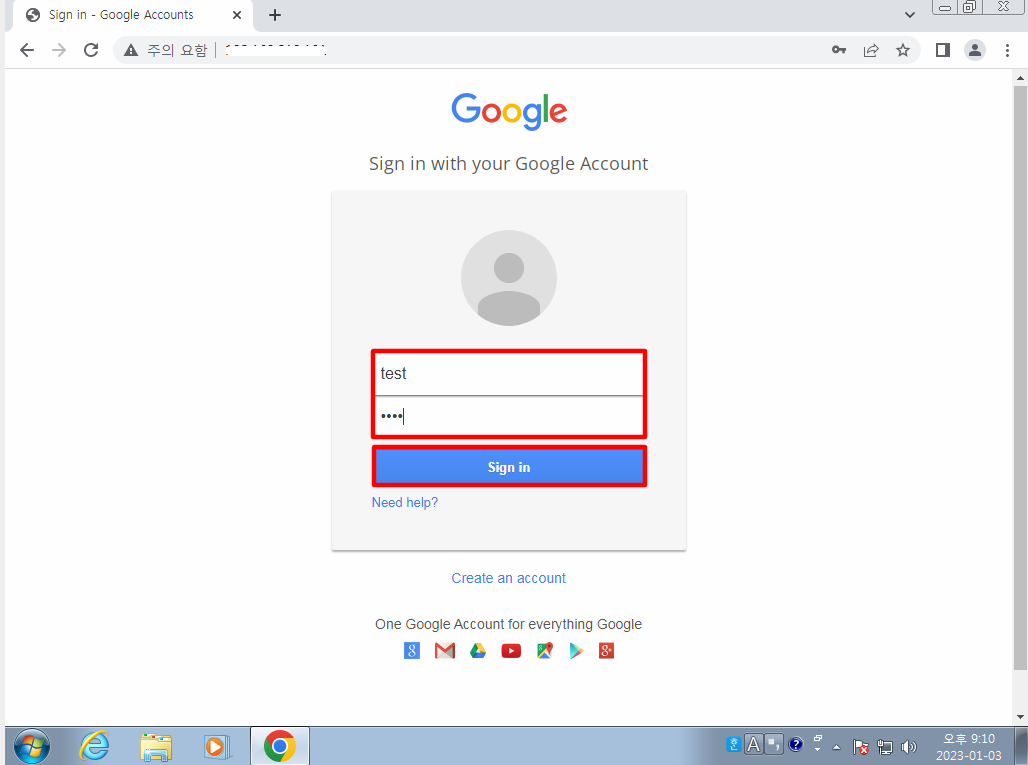 Sign in - Google Accounts
주의 요함
Google
Sign in with your Google Account
test
••••
Sign in
Need help?
Create an account
One Google Account for everything Google
A
오후 9:10
2023-01-03